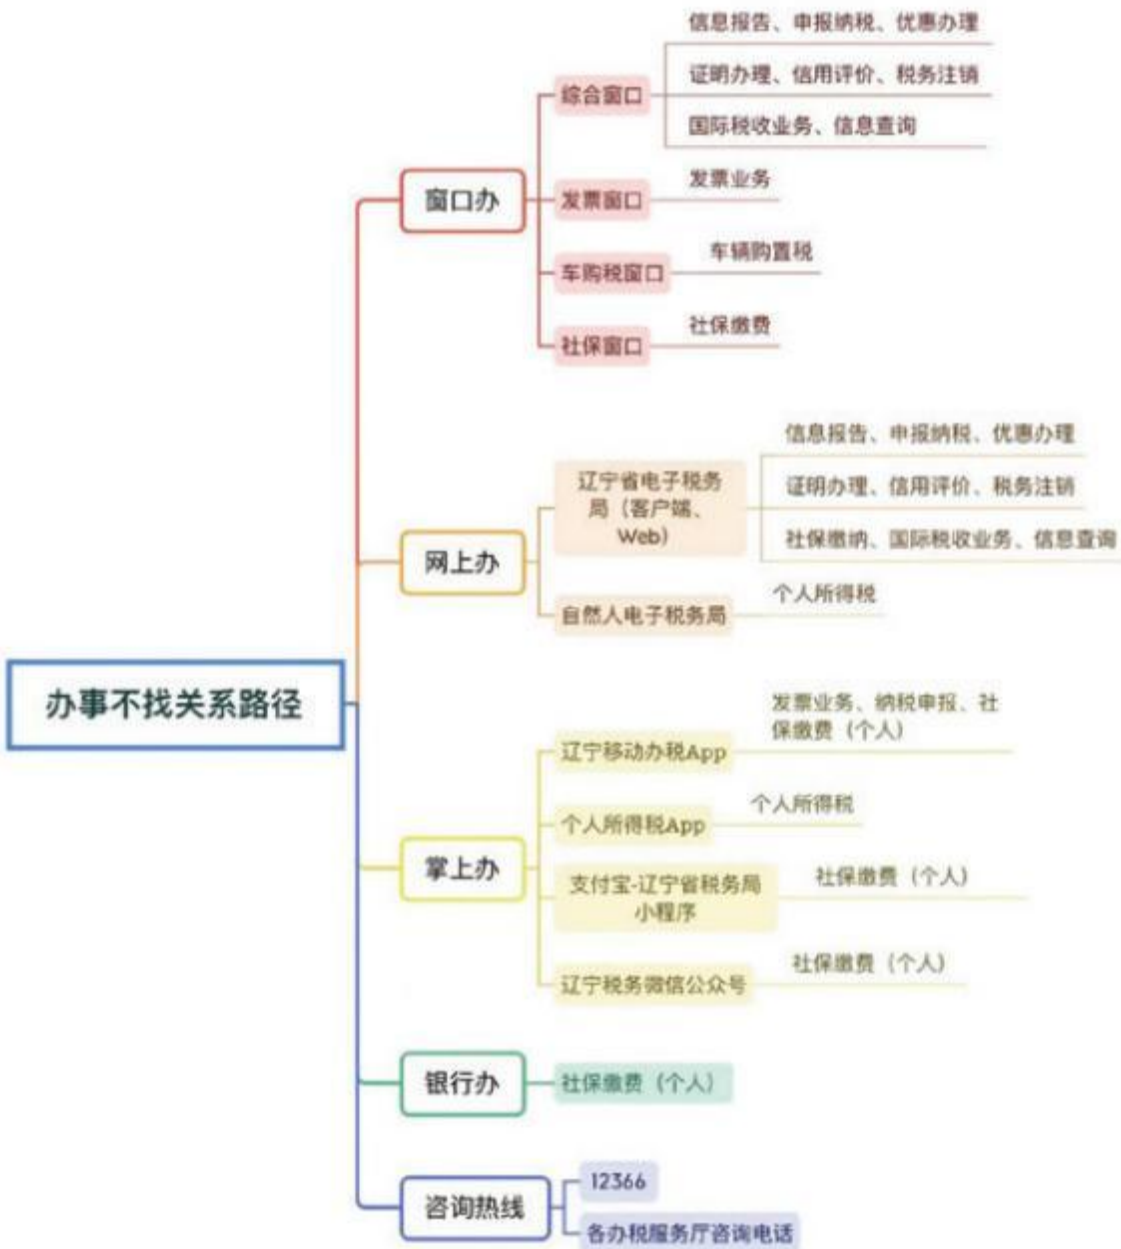 办事不找关系路径
窗口办
综合窗口
信息报告、申报纳税、优惠办理
证明办理、信用评价、税务注销
国际税收业务、信息查询
发票窗口
发票业务
车购税窗口
车辆购置税
社保窗口
社保缴费
网上办
辽宁省电子税务
局（客户端、
Web）
信息报告、申报纳税、优惠办理
证明办理、信用评价、税务注销
社保缴纳、国际税收业务、信息查询
自然人电子税务局
个人所得税
掌上办
辽宁移动办税App
发票业务、纳税申报、社
保缴费（个人）
个人所得税App
个人所得税
支付宝-辽宁省税务局
小程序
社保缴费（个人）
辽宁税务微信公众号
社保缴费（个人）
银行办
社保缴费（个人）
咨询热线
12366
各办税服务厅咨询电话